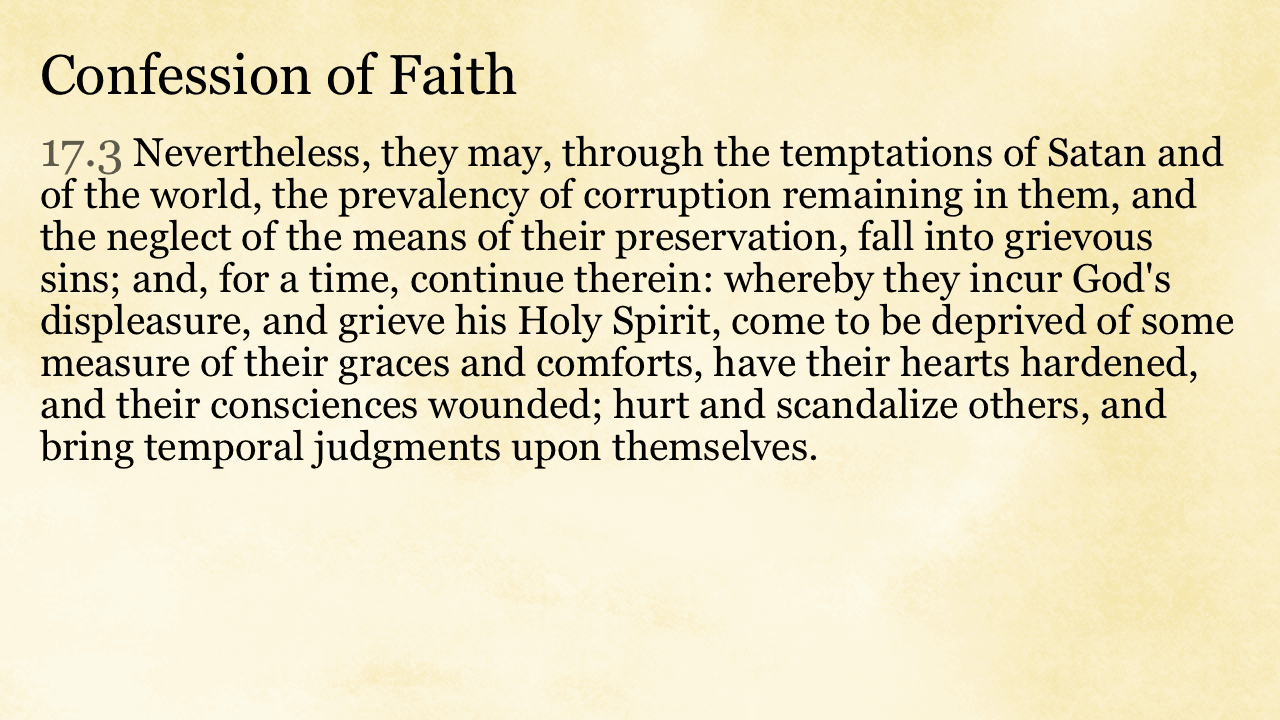 Confession of Faith
17.3 Nevertheless, they may, through the temptations of Satan and
of the world, the prevalency of corruption remaining in them, and
the neglect of the means of their preservation, fall into grievous
sins; and, for a time, continue therein: whereby they incur God's
displeasure, and grieve his Holy Spirit, come to be deprived of some
measure of their graces and comforts, have their hearts hardened,
and their consciences wounded; hurt and scandalize others, and
bring temporal judgments upon themselves.